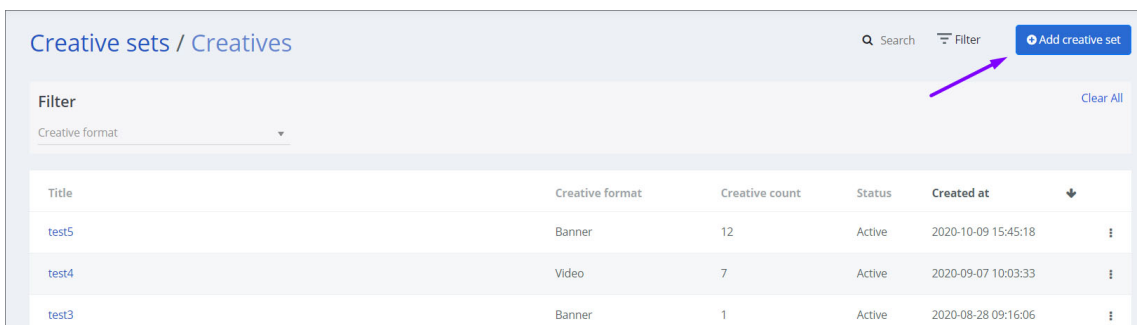 Creative sets / Creatives
Search Filter Add creative set
Filter Clear All
Creative format
Title Creative format Creative count Status Created at
test5 Banner 12 Active 2020-10-09 15:45:18
test4 Video 7 Active 2020-09-07 10:03:33
test3 Banner 1 Active 2020-08-28 09:16:06